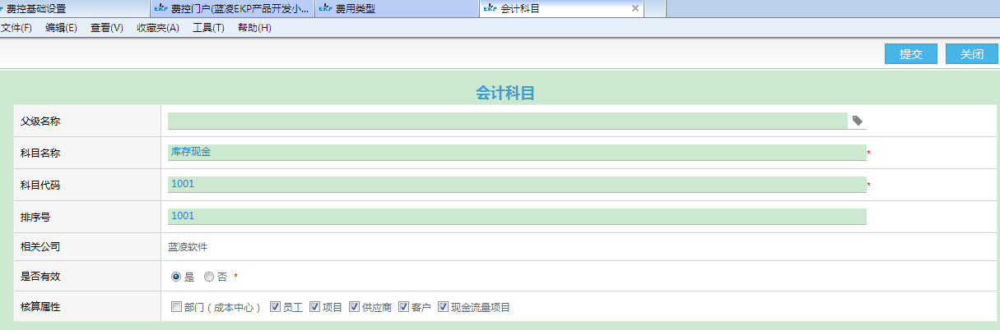 费控基础设置 EKP 费控门户(蓝凌EKP产品开发小... EKP 费用类型 EKP 会计科目
文件(F) 编辑(E) 查看(V) 收藏夹(A) 工具(T) 帮助(H)
提交 关闭
会计科目
父级名称
科目名称 库存现金 *
科目代码 1001 *
排序号 1001
相关公司 蓝凌软件
是否有效 是 否 *
核算属性 部门（成本中心） 员工 项目 供应商 客户 现金流量项目